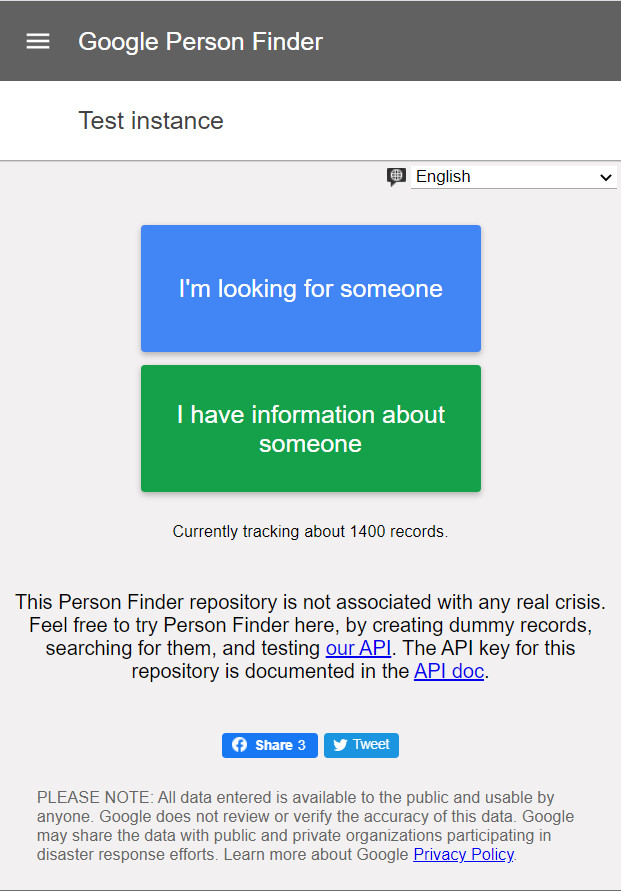 Google Person Finder
Test instance
English
I'm looking for someone
I have information about
someone
Currently tracking about 1400 records.
This Person Finder repository is not associated with any real crisis.
Feel free to try Person Finder here, by creating dummy records,
searching for them, and testing our API. The API key for this
repository is documented in the API doc.
Share 3
Tweet
PLEASE NOTE: All data entered is available to the public and usable by
anyone. Google does not review or verify the accuracy of this data. Google
may share the data with public and private organizations participating in
disaster response efforts. Learn more about Google Privacy Policy.